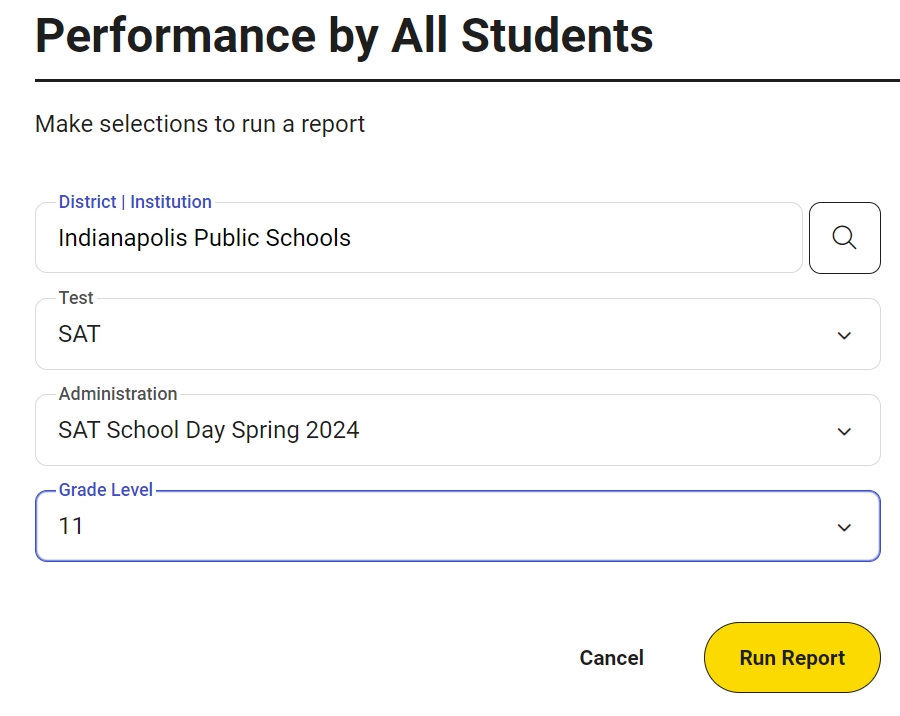 Performance by All Students
Make selections to run a report
District | Institution
Indianapolis Public Schools
Test
SAT
Administration
SAT School Day Spring 2024
Grade Level
11
Cancel
Run Report